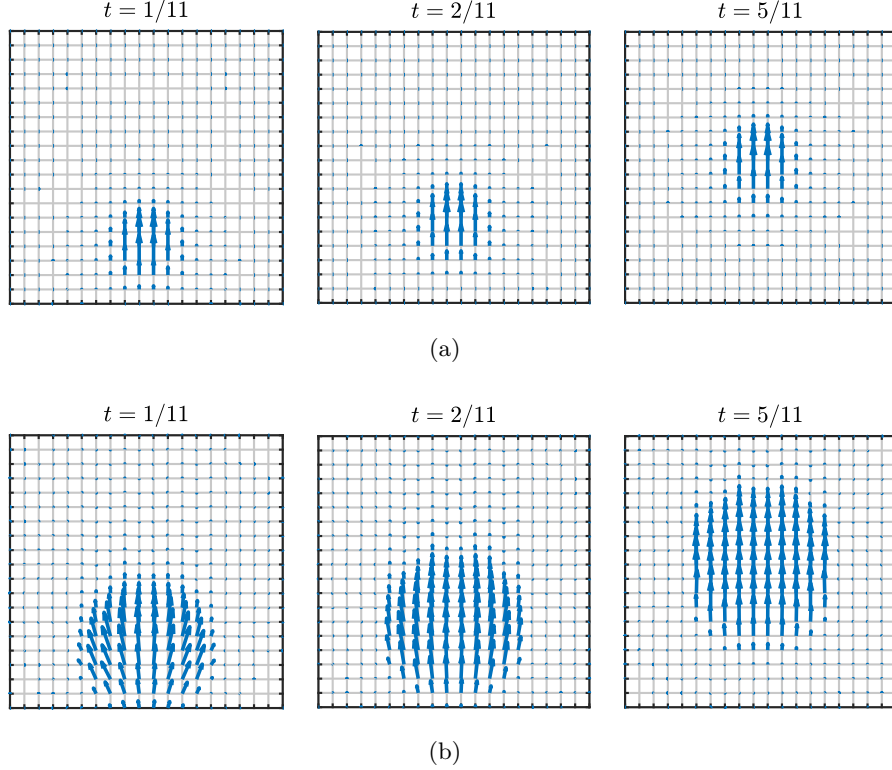 t = 1/11 t = 2/11 t = 5/11
(a)
t = 1/11 t = 2/11 t = 5/11
(b)